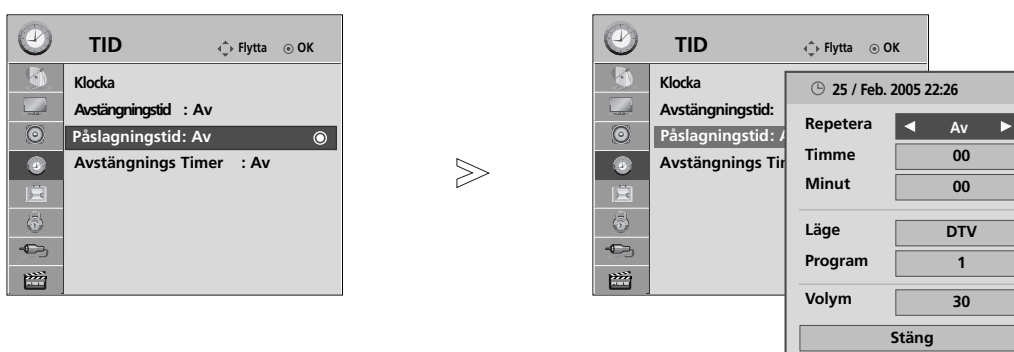 TID
Flytta
OK
Klocka
Avstängningstid : Av
Påslagningstid: Av
Avstängnings Timer : Av
TID
Flytta
OK
Klocka
Avstängningstid:
Påslagningstid: A
Avstängnings Tim
25 / Feb. 2005 22:26
Repetera Av
Timme 00
Minut 00
Läge DTV
Program 1
Volym 30
Stäng